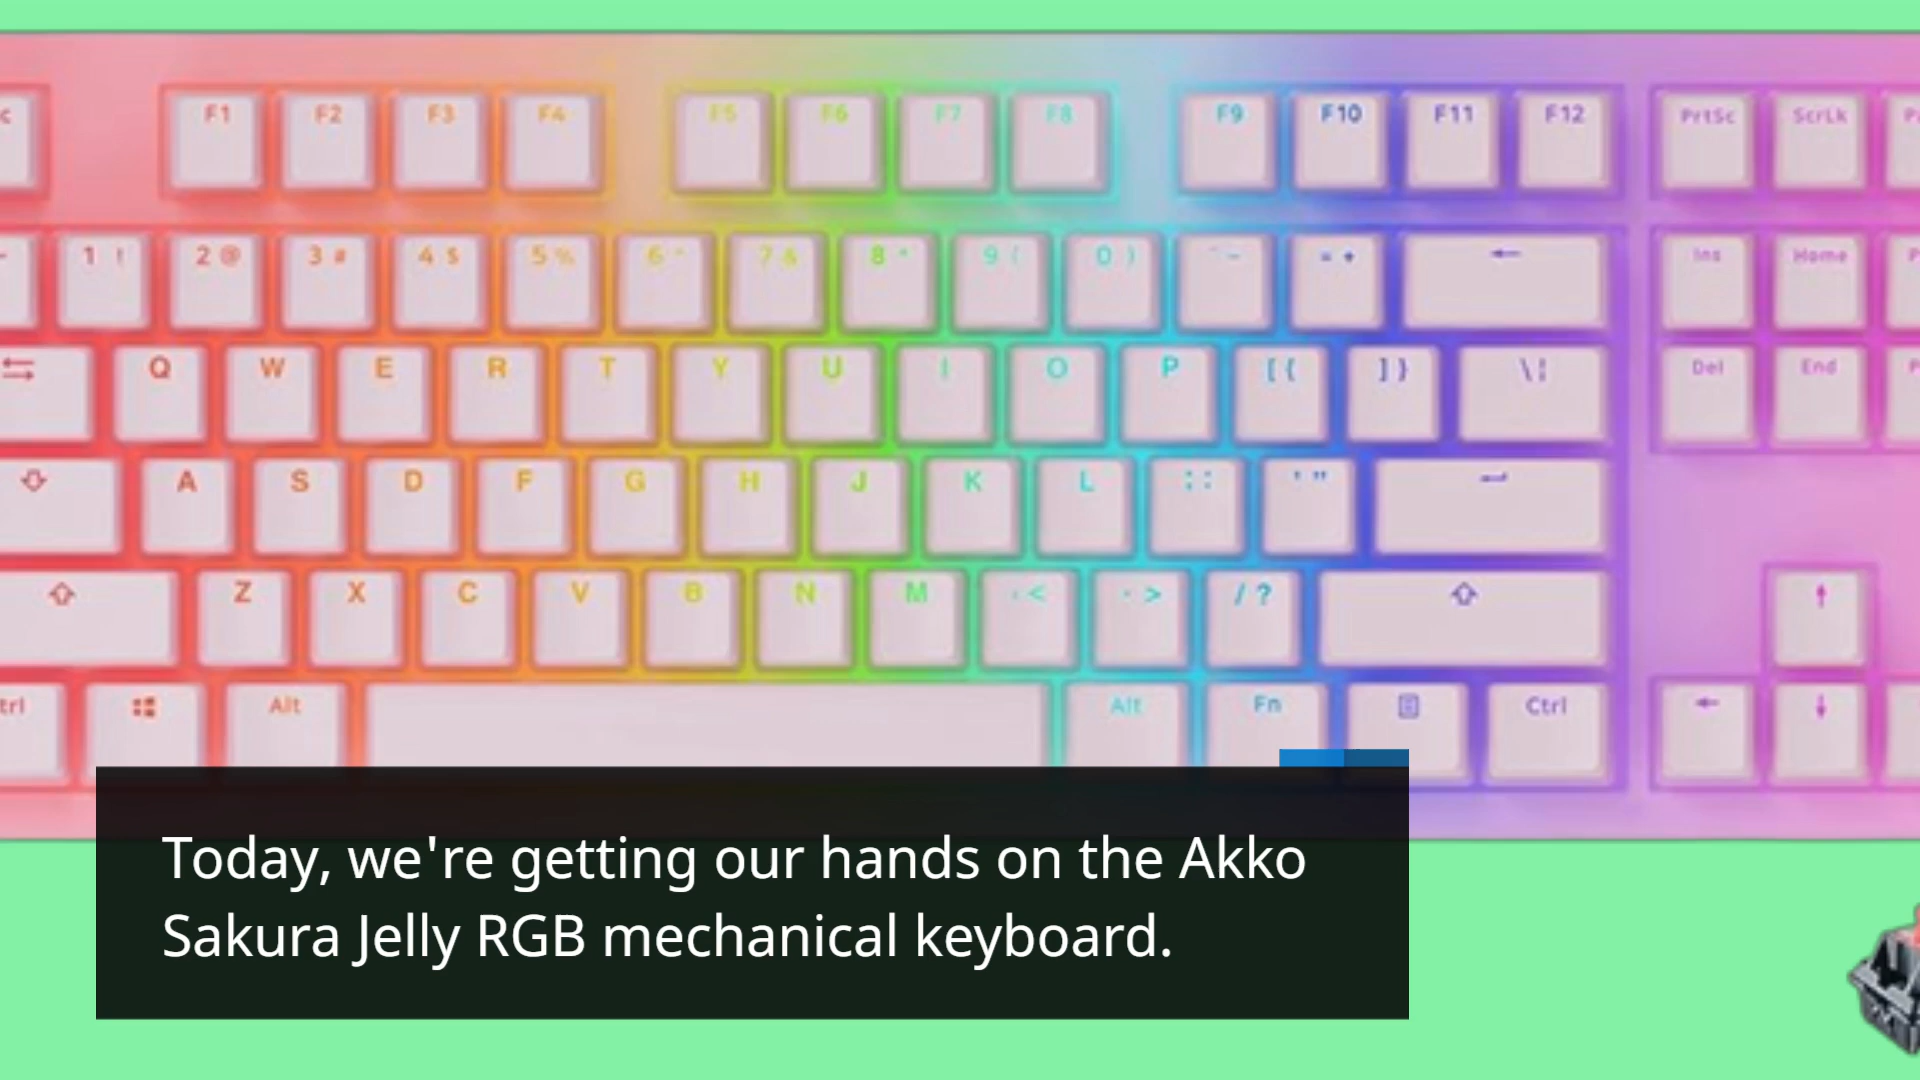 c F1 F2 F3 F4 F5 F6 F7 F8 F9 F10 F11 F12 PrtSc ScrLk Pa
1 ! 2 @ 3 # 4 $ 5 % 6 ^ 7 & 8 * 9 ( 0 ) - = + ← Ins Home P
Q W E R T Y U I O P [ { ] } \ ¦ Del End P
A S D F G H J K L : ; ' "
Z X C V B N M < > / ?
trl Alt Alt Fn Ctrl
Today, we're getting our hands on the Akko
Sakura Jelly RGB mechanical keyboard.